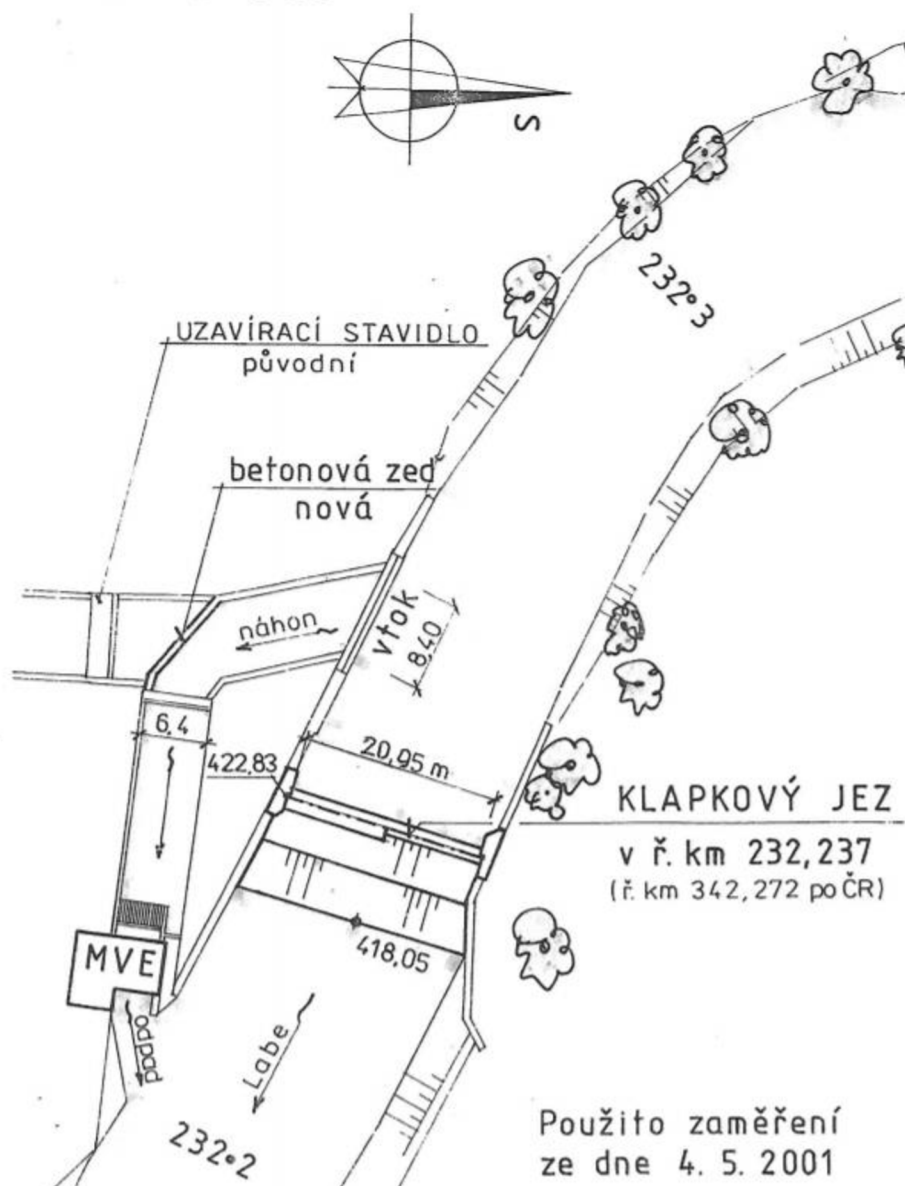 S
232°3
UZAVÍRACÍ STAVIDLO
původní
betonová zeď
nová
náhon
vtok
8,40
6,4
422,83
20,95 m
KLAPKOVÝ JEZ
v ř. km 232,237
(ř. km 342,272 po ČR)
418,05
MVE
odpad
Labe
232°2
Použito zaměření
ze dne 4. 5. 2001